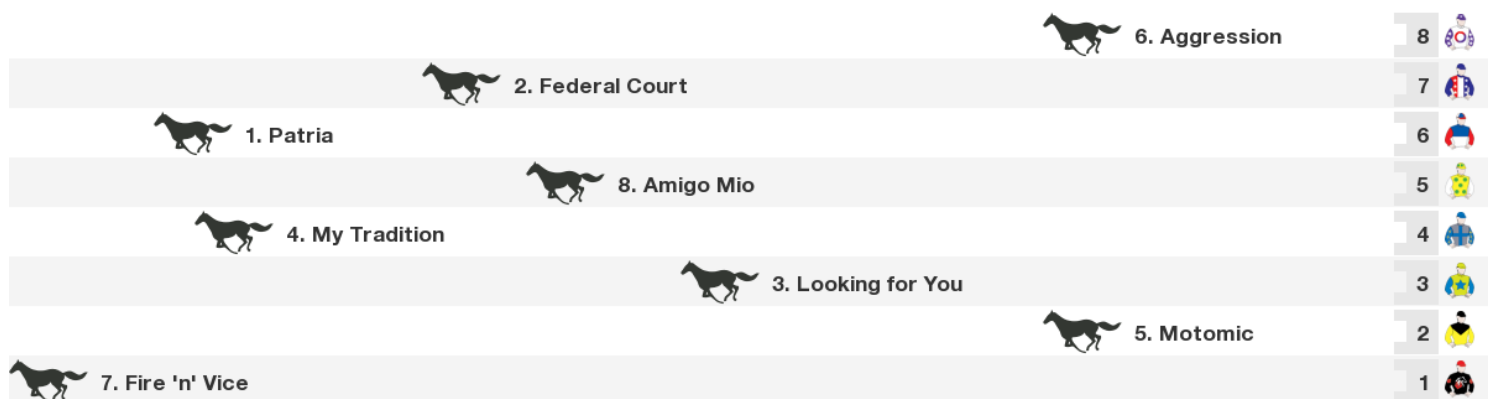 6. Aggression 8
2. Federal Court 7
1. Patria 6
8. Amigo Mio 5
4. My Tradition 4
3. Looking for You 3
5. Motomic 2
7. Fire 'n' Vice 1